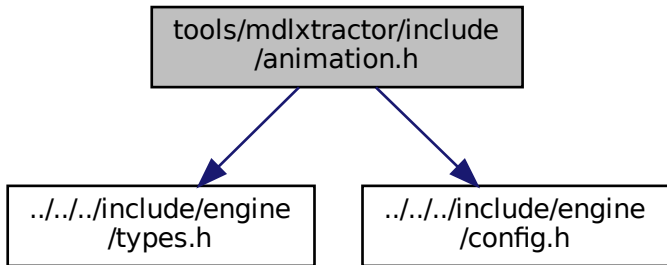 tools/mdlxtractor/include
/animation.h
../../../include/engine
/types.h
../../../include/engine
/config.h